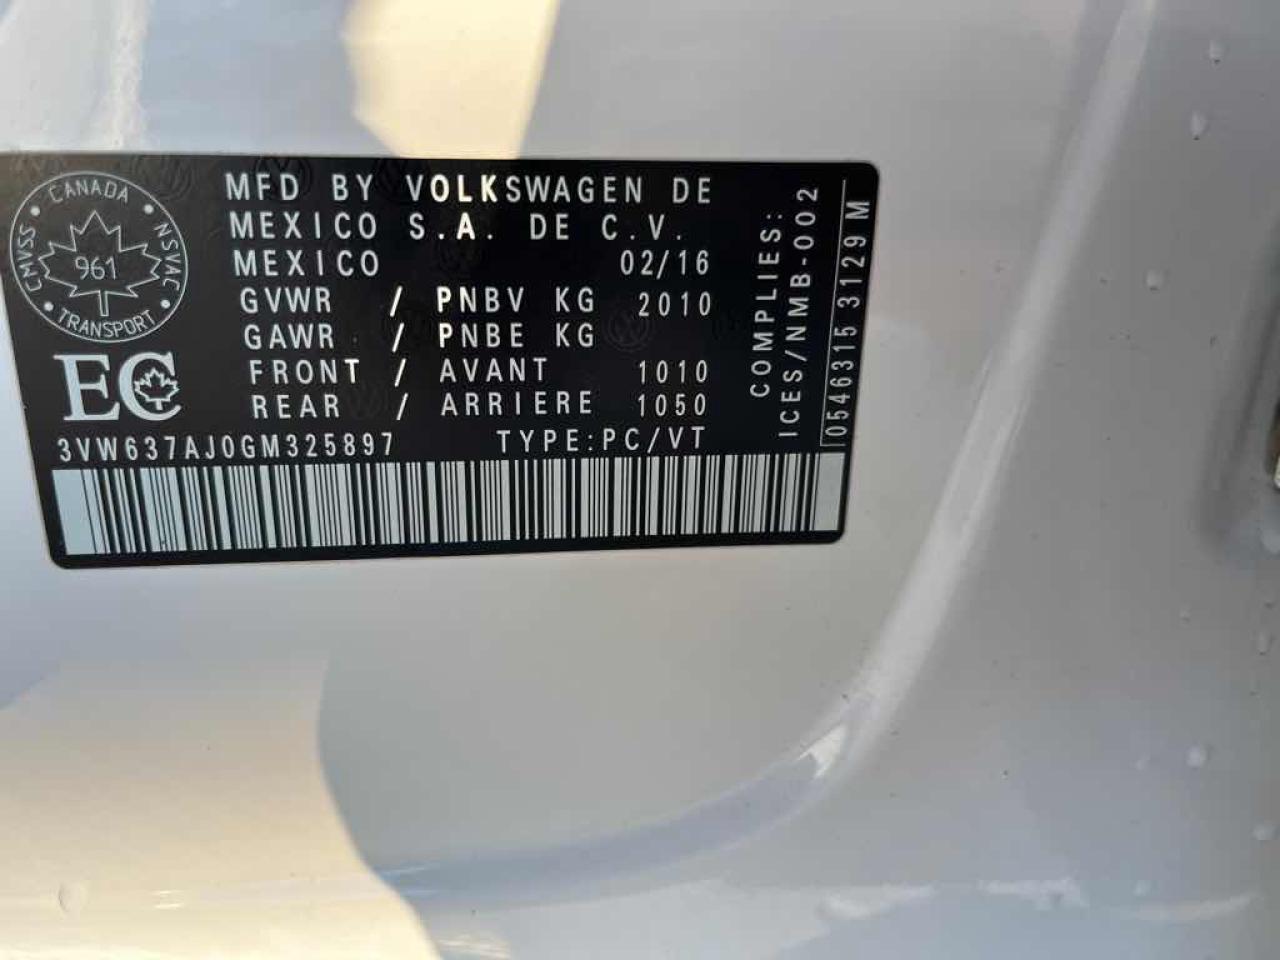 CANADA
CMVSS
NSVAC
961
TRANSPORT
EC
MFD BY VOLKSWAGEN DE
MEXICO S.A. DE C.V.
MEXICO 02/16
GVWR / PNBV KG 2010
GAWR / PNBE KG
FRONT / AVANT 1010
REAR / ARRIERE 1050
3VW637AJ0GM325897 TYPE:PC/VT
COMPLIES:
ICES/NMB-002
10546315 3129 M